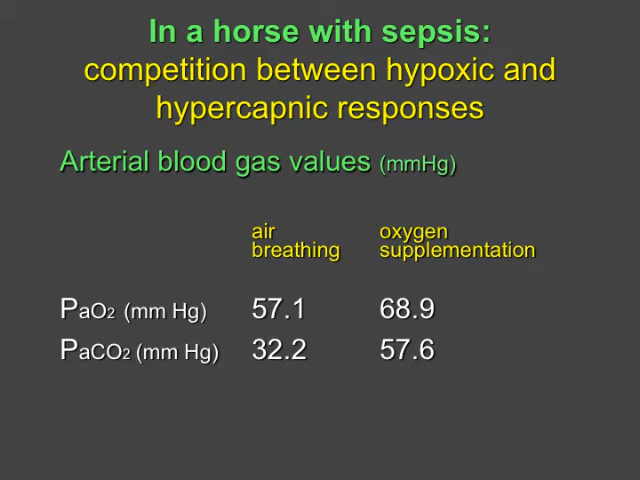 In a horse with sepsis:
competition between hypoxic and
hypercapnic responses
Arterial blood gas values (mmHg)
air breathing oxygen supplementation
PaO2 (mm Hg) 57.1 68.9
PaCO2 (mm Hg) 32.2 57.6